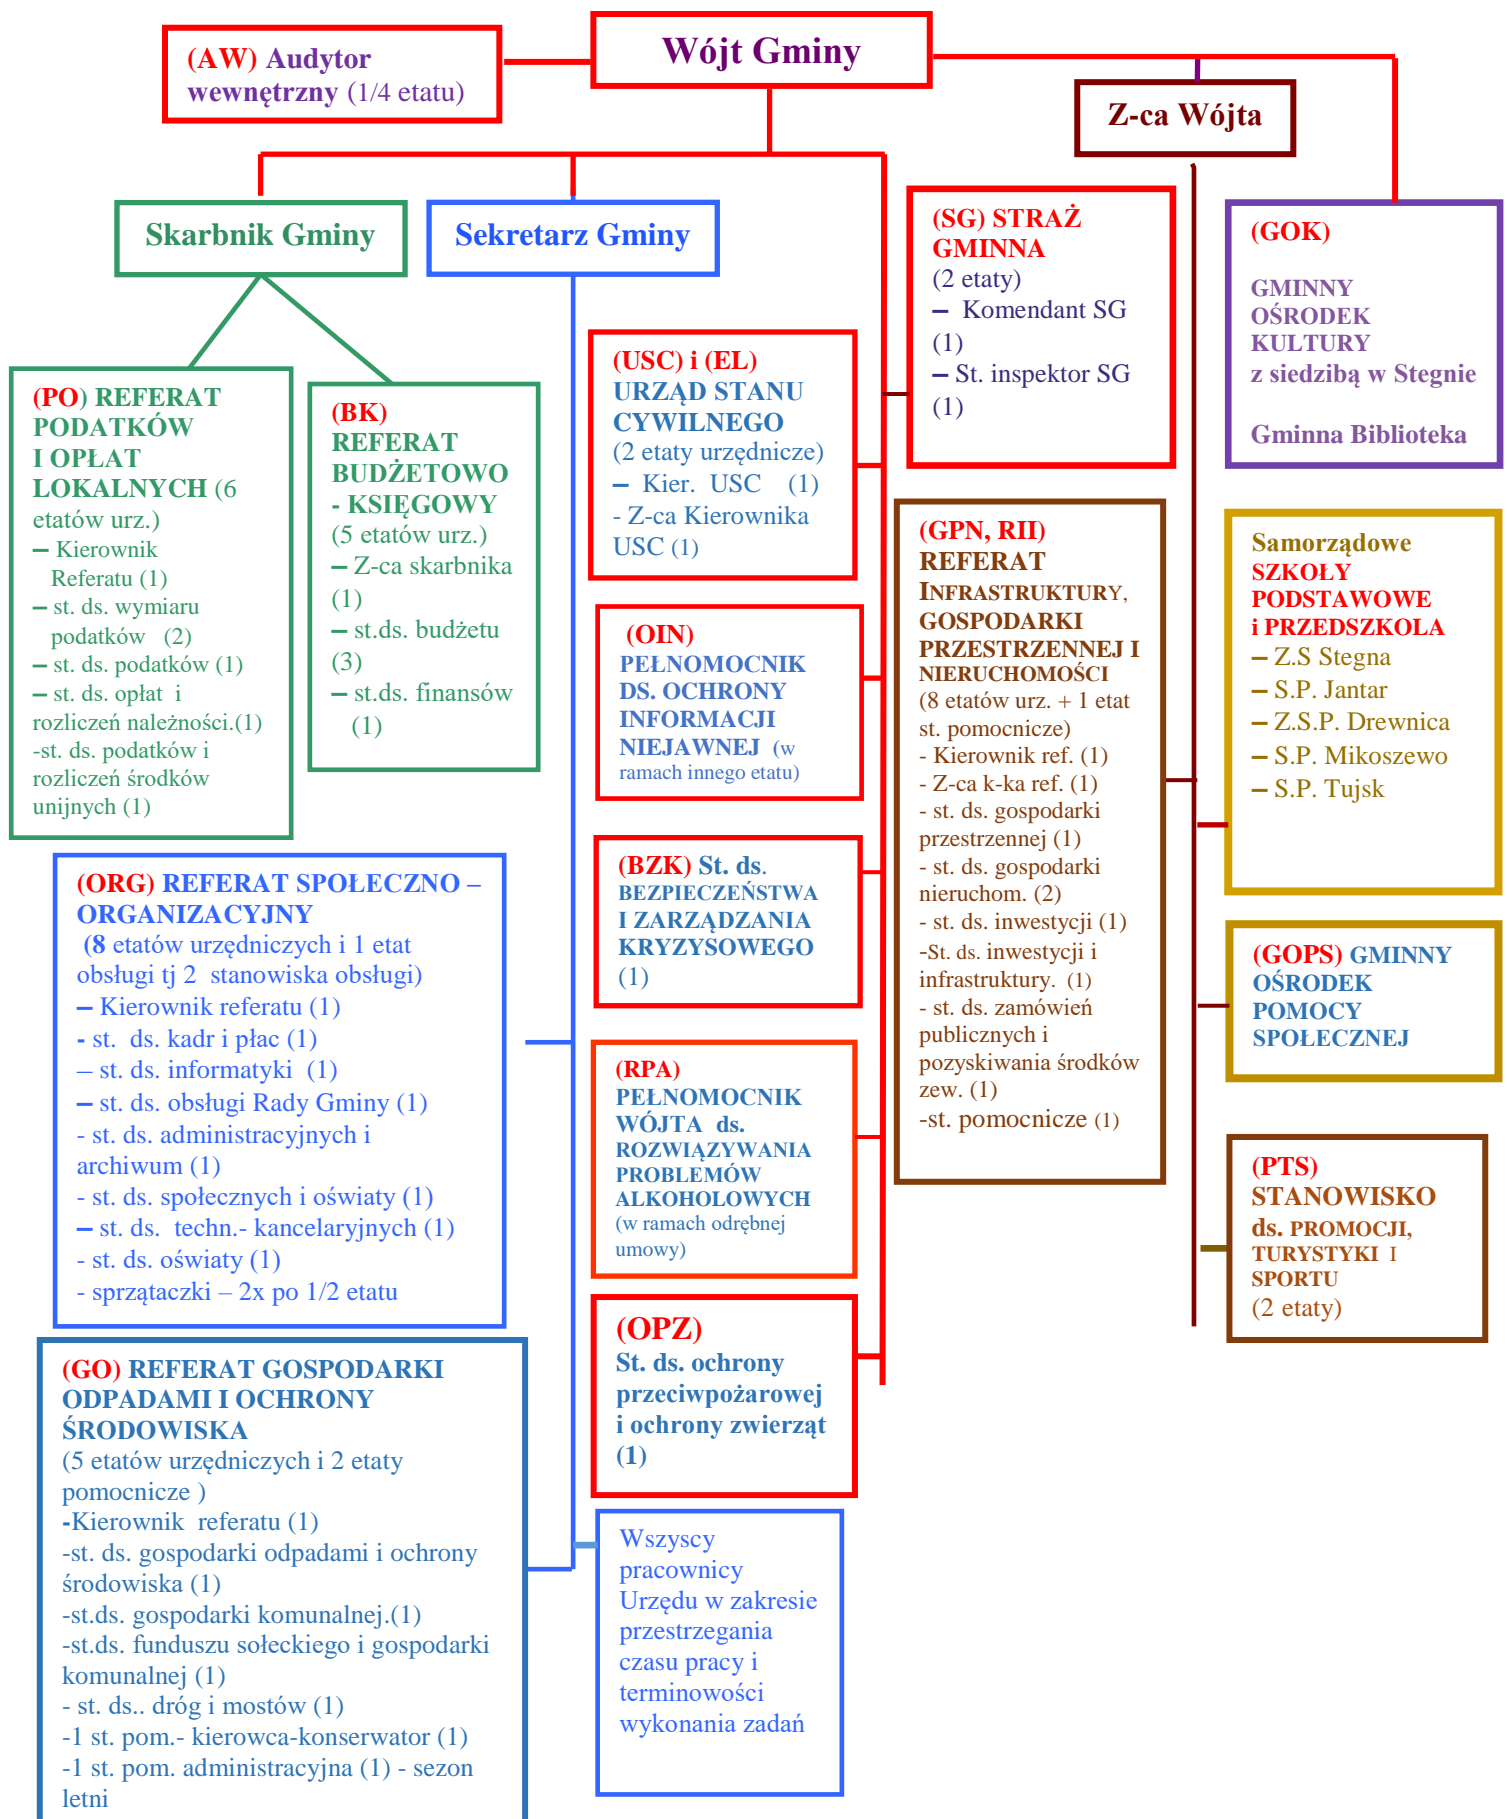 Wójt Gminy
(AW) Audytor
wewnętrzny (1/4 etatu)
Z-ca Wójta
Skarbnik Gminy
Sekretarz Gminy
(SG) STRAŻ
GMINNA
(2 etaty)
– Komendant SG
(1)
– St. inspektor SG
(1)
(GOK)
GMINNY
OŚRODEK
KULTURY
z siedzibą w Stegnie
Gminna Biblioteka
(PO) REFERAT
PODATKÓW
I OPŁAT
LOKALNYCH (6
etatów urz.)
– Kierownik
Referatu (1)
– st. ds. wymiaru
podatków (2)
– st. ds. podatków (1)
– st. ds. opłat i
rozliczeń należności.(1)
-st. ds. podatków i
rozliczeń środków
unijnych (1)
(BK)
REFERAT
BUDŻETOWO
- KSIĘGOWY
(5 etatów urz.)
– Z-ca skarbnika
(1)
– st.ds. budżetu
(3)
– st.ds. finansów
(1)
(USC) i (EL)
URZĄD STANU
CYWILNEGO
(2 etaty urzędnicze)
– Kier. USC (1)
- Z-ca Kierownika
USC (1)
(OIN)
PEŁNOMOCNIK
DS. OCHRONY
INFORMACJI
NIEJAWNEJ (w
ramach innego etatu)
(BZK) St. ds.
BEZPIECZEŃSTWA
I ZARZĄDZANIA
KRYZYSOWEGO
(1)
(RPA)
PEŁNOMOCNIK
WÓJTA ds.
ROZWIĄZYWANIA
PROBLEMÓW
ALKOHOLOWYCH
(w ramach odrębnej
umowy)
(OPZ)
St. ds. ochrony
przeciwpożarowej
i ochrony zwierząt
(1)
Wszyscy
pracownicy
Urzędu w zakresie
przestrzegania
czasu pracy i
terminowości
wykonania zadań
(GPN, RII)
REFERAT
INFRASTRUKTURY,
GOSPODARKI
PRZESTRZENNEJ I
NIERUCHOMOŚCI
(8 etatów urz. + 1 etat
st. pomocnicze)
- Kierownik ref. (1)
- Z-ca k-ka ref. (1)
- st. ds. gospodarki
przestrzennej (1)
- st. ds. gospodarki
nieruchom. (2)
- st. ds. inwestycji (1)
-St. ds. inwestycji i
infrastruktury. (1)
- st. ds. zamówień
publicznych i
pozyskiwania środków
zew. (1)
-st. pomocnicze (1)
Samorządowe
SZKOŁY
PODSTAWOWE
i PRZEDSZKOLA
– Z.S Stegna
– S.P. Jantar
– Z.S.P. Drewnica
– S.P. Mikoszewo
– S.P. Tujsk
(GOPS) GMINNY
OŚRODEK
POMOCY
SPOŁECZNEJ
(PTS)
STANOWISKO
ds. PROMOCJI,
TURYSTYKI I
SPORTU
(2 etaty)
(ORG) REFERAT SPOŁECZNO –
ORGANIZACYJNY
(8 etatów urzędniczych i 1 etat
obsługi tj 2 stanowiska obsługi)
– Kierownik referatu (1)
- st. ds. kadr i płac (1)
– st. ds. informatyki (1)
– st. ds. obsługi Rady Gminy (1)
- st. ds. administracyjnych i
archiwum (1)
- st. ds. społecznych i oświaty (1)
– st. ds. techn.- kancelaryjnych (1)
- st. ds. oświaty (1)
- sprzątaczki – 2x po 1/2 etatu
(GO) REFERAT GOSPODARKI
ODPADAMI I OCHRONY
ŚRODOWISKA
(5 etatów urzędniczych i 2 etaty
pomocnicze )
-Kierownik referatu (1)
-st. ds. gospodarki odpadami i ochrony
środowiska (1)
-st.ds. gospodarki komunalnej.(1)
-st.ds. funduszu sołeckiego i gospodarki
komunalnej (1)
- st. ds.. dróg i mostów (1)
-1 st. pom.- kierowca-konserwator (1)
-1 st. pom. administracyjna (1) - sezon
letni